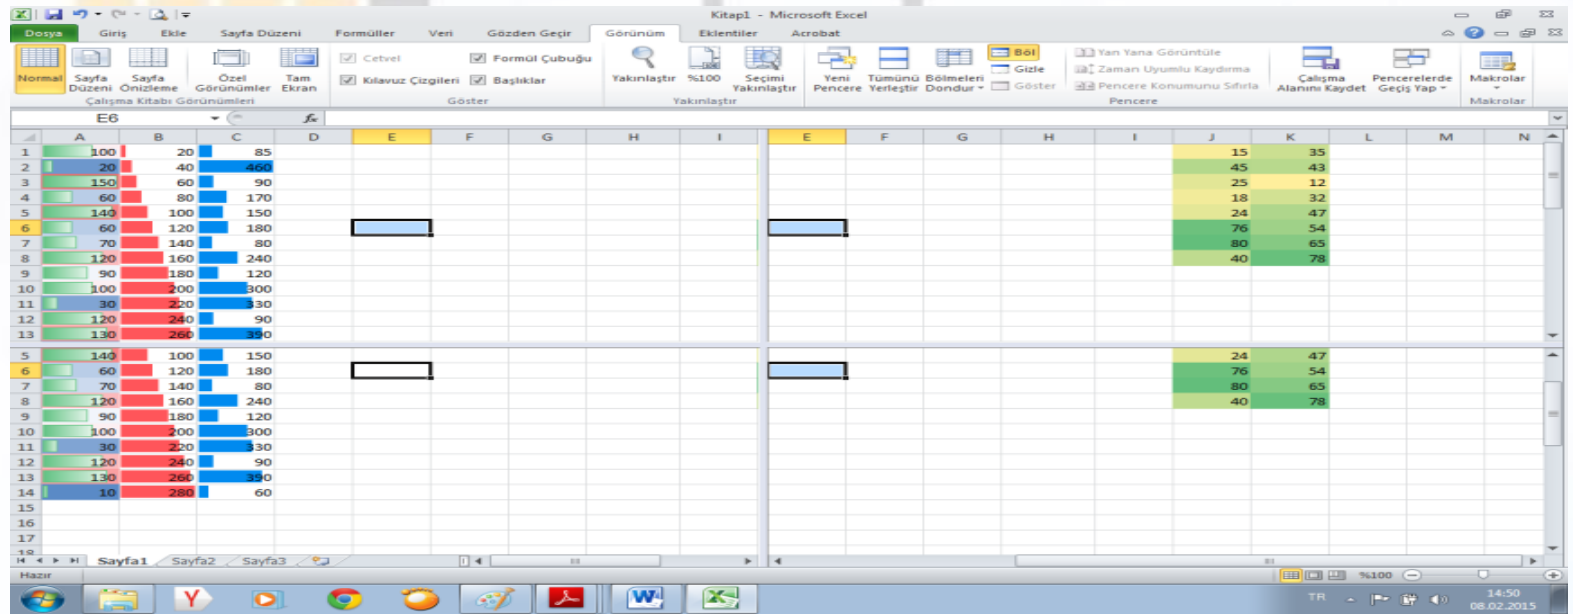 Kitap1 - Microsoft Excel
Dosya Giriş Ekle Sayfa Düzeni Formüller Veri Gözden Geçir Görünüm Eklentiler Acrobat
Normal Sayfa Düzeni Sayfa Önizleme Özel Görünümler Tam Ekran
Çalışma Kitabı Görünümleri
Cetvel Formül Çubuğu
Kılavuz Çizgileri Başlıklar
Göster
Yakınlaştır %100 Seçimi Yakınlaştır
Yakınlaştır
Yeni Pencere Tümünü Yerleştir Bölmeleri Dondur
Böl
Gizle
Göster
Yan Yana Görüntüle
Zaman Uyumlu Kaydırma
Pencere Konumunu Sıfırla
Çalışma Alanını Kaydet Pencerelerde Geçiş Yap
Pencere
Makrolar
Makrolar
E6 fx
A B C D E F G H I E F G H I J K L M N
1 100 20 85 15 35
2 20 40 460 45 43
3 150 60 90 25 12
4 60 80 170 18 32
5 140 100 150 24 47
6 60 120 180 76 54
7 70 140 80 80 65
8 120 160 240 40 78
9 90 180 120
10 100 200 300
11 30 220 330
12 120 240 90
13 130 260 390
5 140 100 150 24 47
6 60 120 180 76 54
7 70 140 80 80 65
8 120 160 240 40 78
9 90 180 120
10 100 200 300
11 30 220 330
12 120 240 90
13 130 260 390
14 10 280 60
15
16
17
18
Sayfa1 Sayfa2 Sayfa3
Hazır %100
TR 14:50
08.02.2015